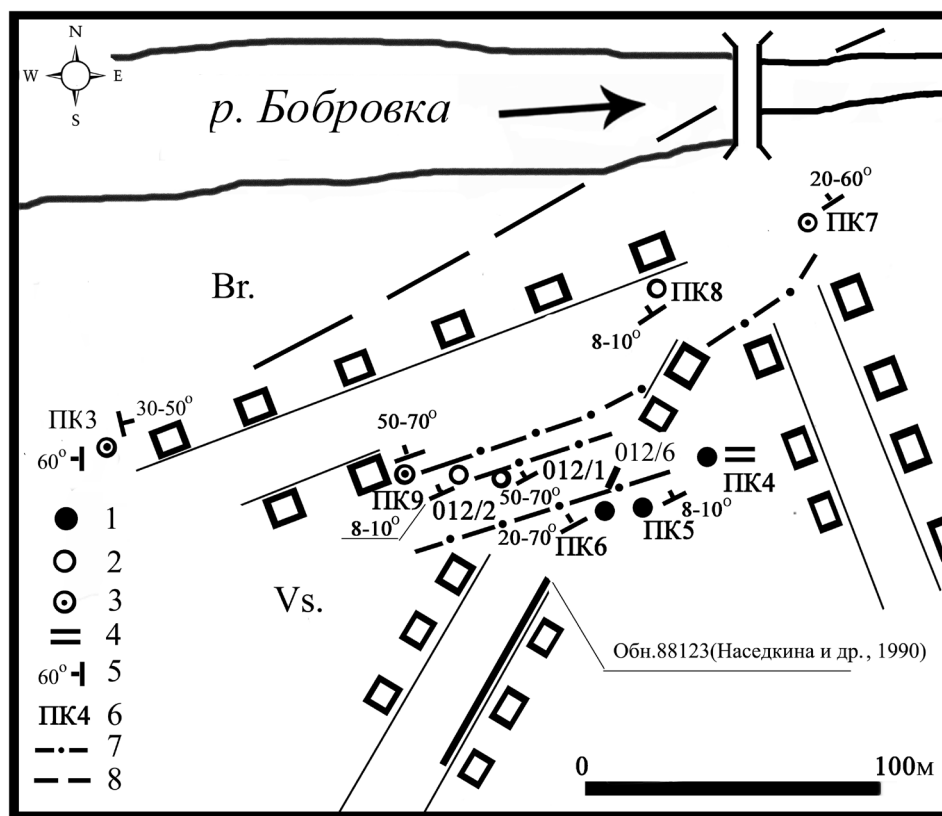 N
W E
S
р. Бобровка
20-60°
ПК7
Br.
ПК8
8-10°
ПК3
30-50°
60°
50-70°
012/6
012/1
ПК4
ПК9
50-70°
012/2
8-10°
8-10°
20-70°
ПК5
ПК6
Vs.
1
2
3
4
60° 5
ПК4 6
7
8
Обн.88123(Наседкина и др., 1990)
0 100м